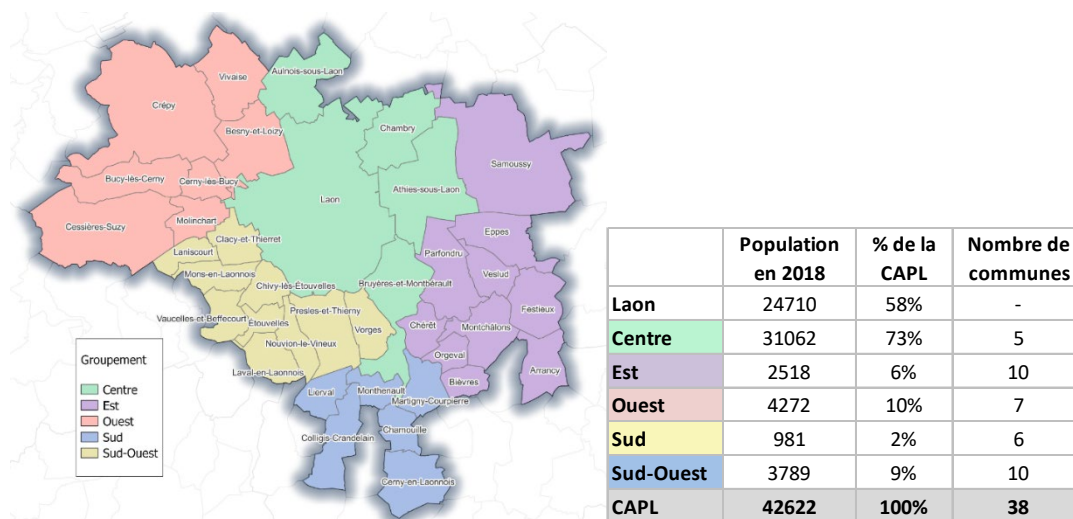 Aulnois-sous-Laon
Vivaise
Crépy
Chambry
Besny-et-Loizy
Samoussy
Bucy-lès-Cerny
Cerny-lès-Bucy
Athies-sous-Laon
Laon
Molinchart
Cessières-Suzy
Eppes
Clacy-et-Thierret
Laniscourt
Parfondru
Mons-en-Laonnois
Veslud
Chivy-lès-Étouvelles
Bruyères-et-Montbérault
Festieux
Presles-et-Thierny
Vaucelles-et-Beffecourt
Etouvelles
Vorges
Chérêt
Montchâlons
Nouvion-le-Vineux
Orgeval
Laval-en-Laonnois
Arrancy
Bièvres
Lierval
Monthenault
Martigny-Courpierre
Chamouille
Colligis-Crandelain
Cerny-en-Laonnois
Groupement
Centre
Est
Ouest
Sud
Sud-Ouest
Population en 2018 % de la CAPL Nombre de communes
Laon 24710 58% -
Centre 31062 73% 5
Est 2518 6% 10
Ouest 4272 10% 7
Sud 981 2% 6
Sud-Ouest 3789 9% 10
CAPL 42622 100% 38